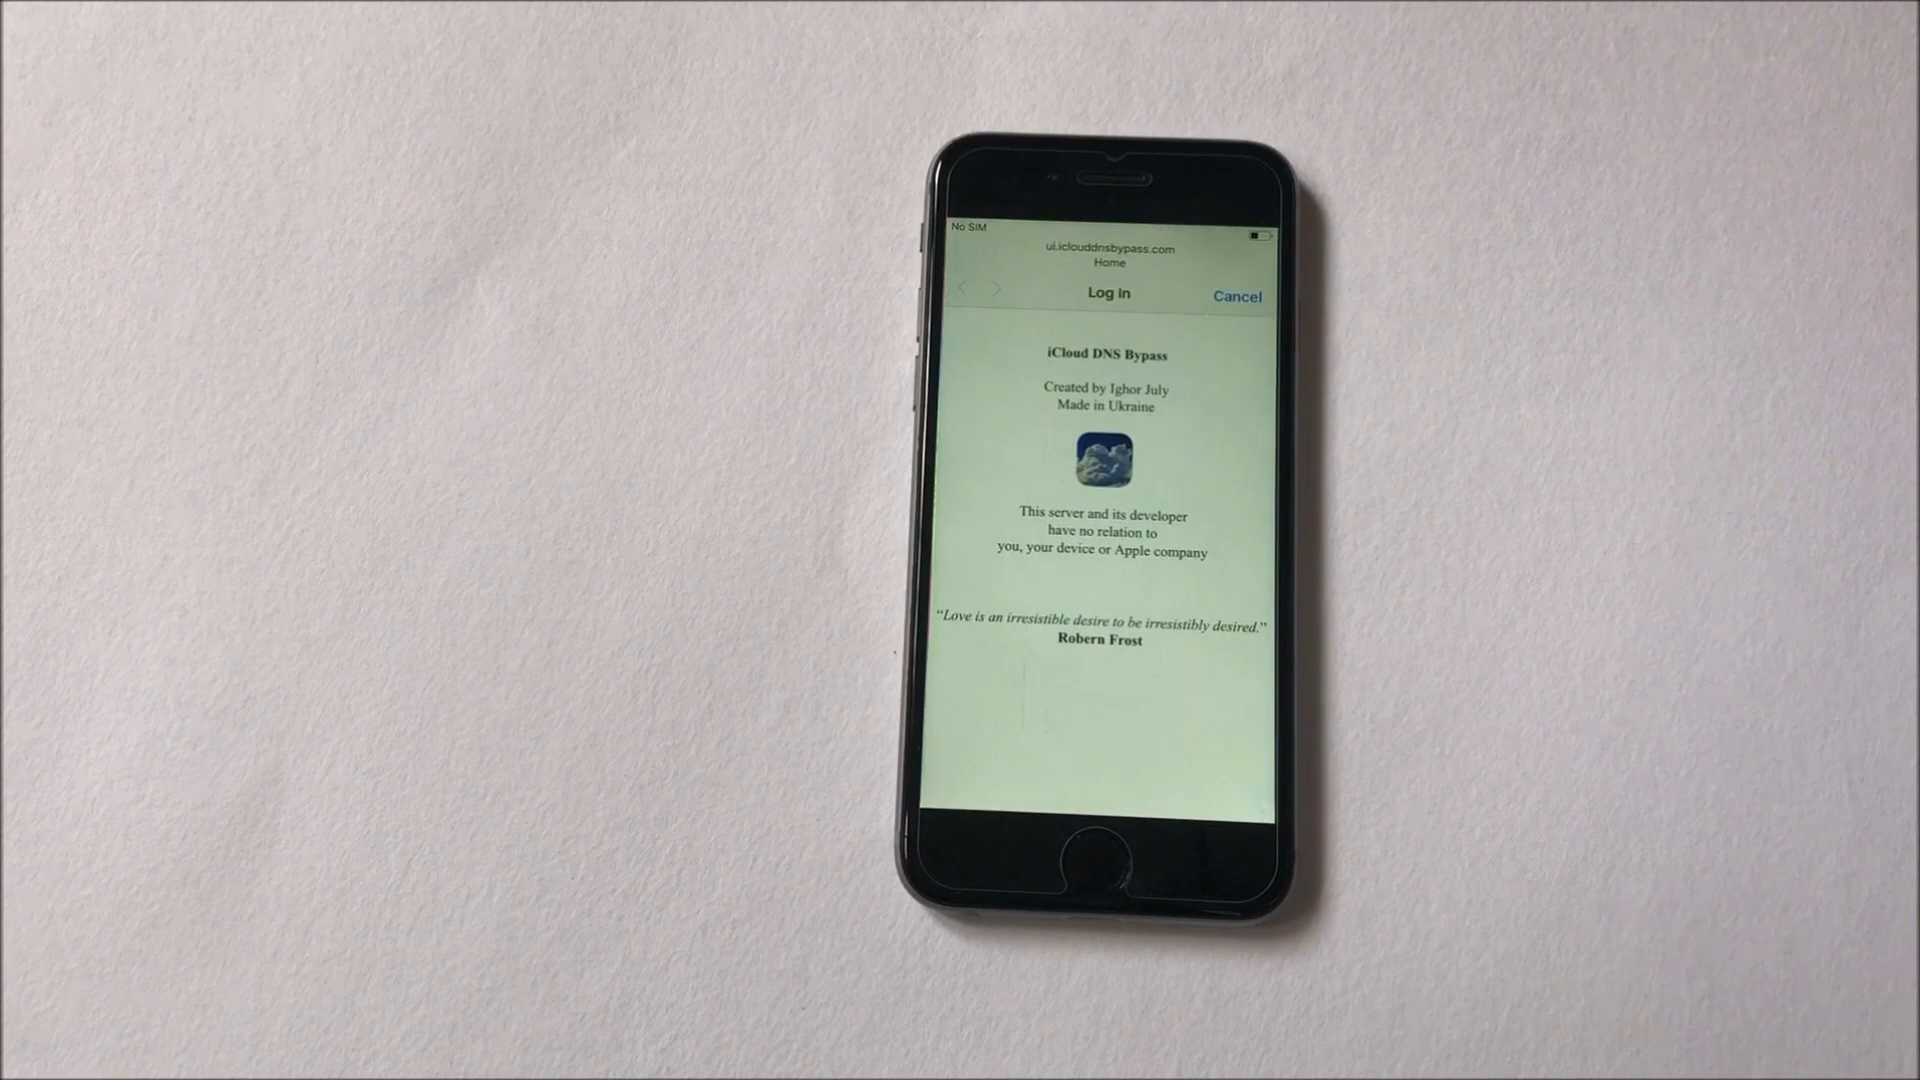 No SIM
ui.iclouddnsbypass.com
Home
Log In
Cancel
iCloud DNS Bypass
Created by Ighor July
Made in Ukraine
This server and its developer
have no relation to
you, your device or Apple company
“Love is an irresistible desire to be irresistibly desired.”
Robern Frost